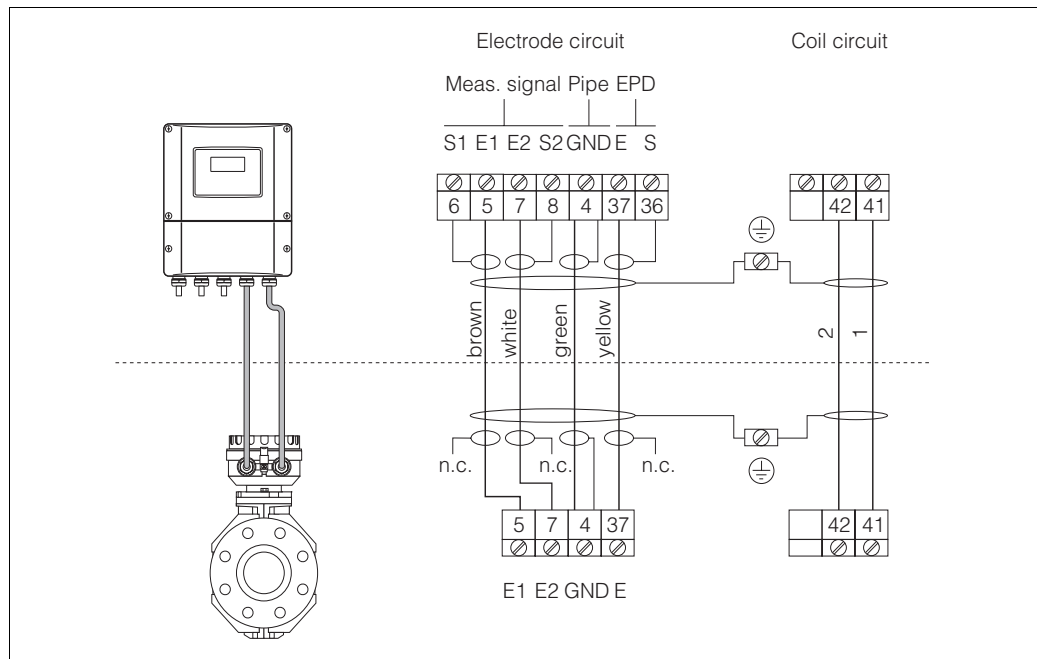 Electrode circuit Coil circuit
Meas. signal Pipe EPD
S1 E1 E2 S2 GND E S
6 5 7 8 4 37 36
42 41
brown
white
green
yellow
2
1
n.c. n.c. n.c.
5 7 4 37
42 41
E1 E2 GND E